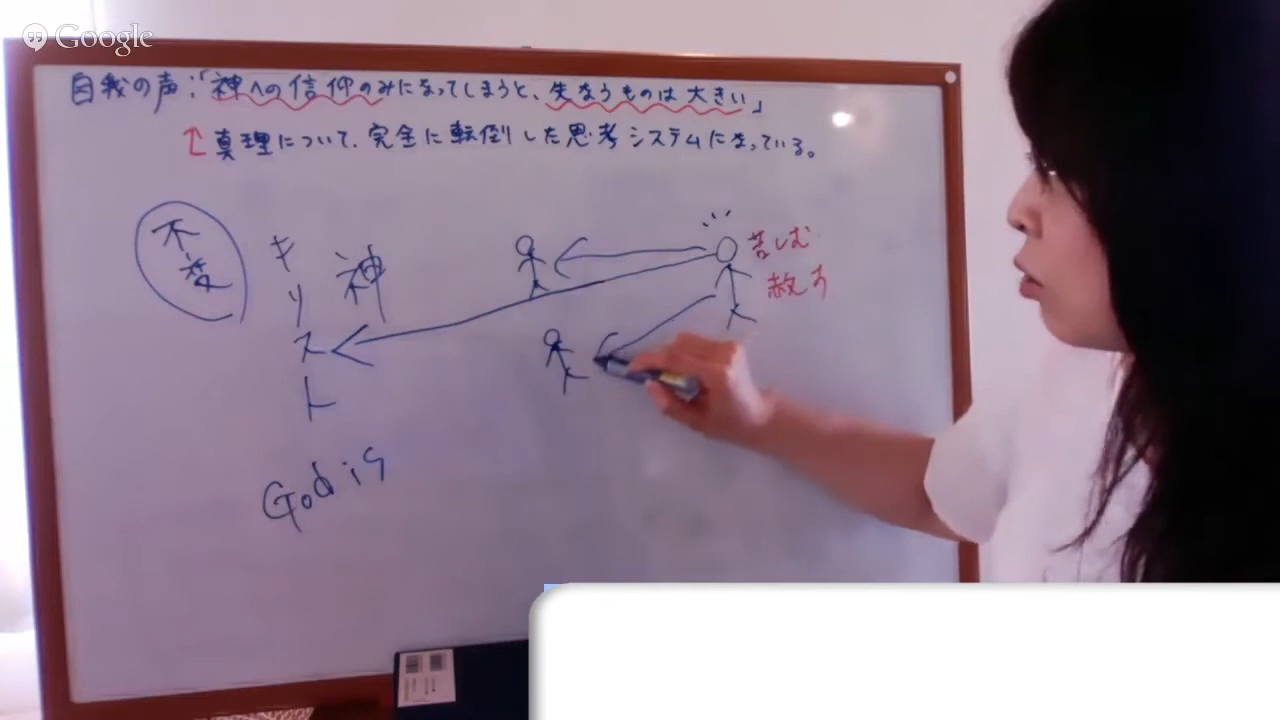 Google
自我の声:「神への信仰のみになってしまうと、失なうものは大きい」
↑真理について、完全に転倒した思考システムになっている。
不変
キリスト
神
苦しむ
赦す
God is